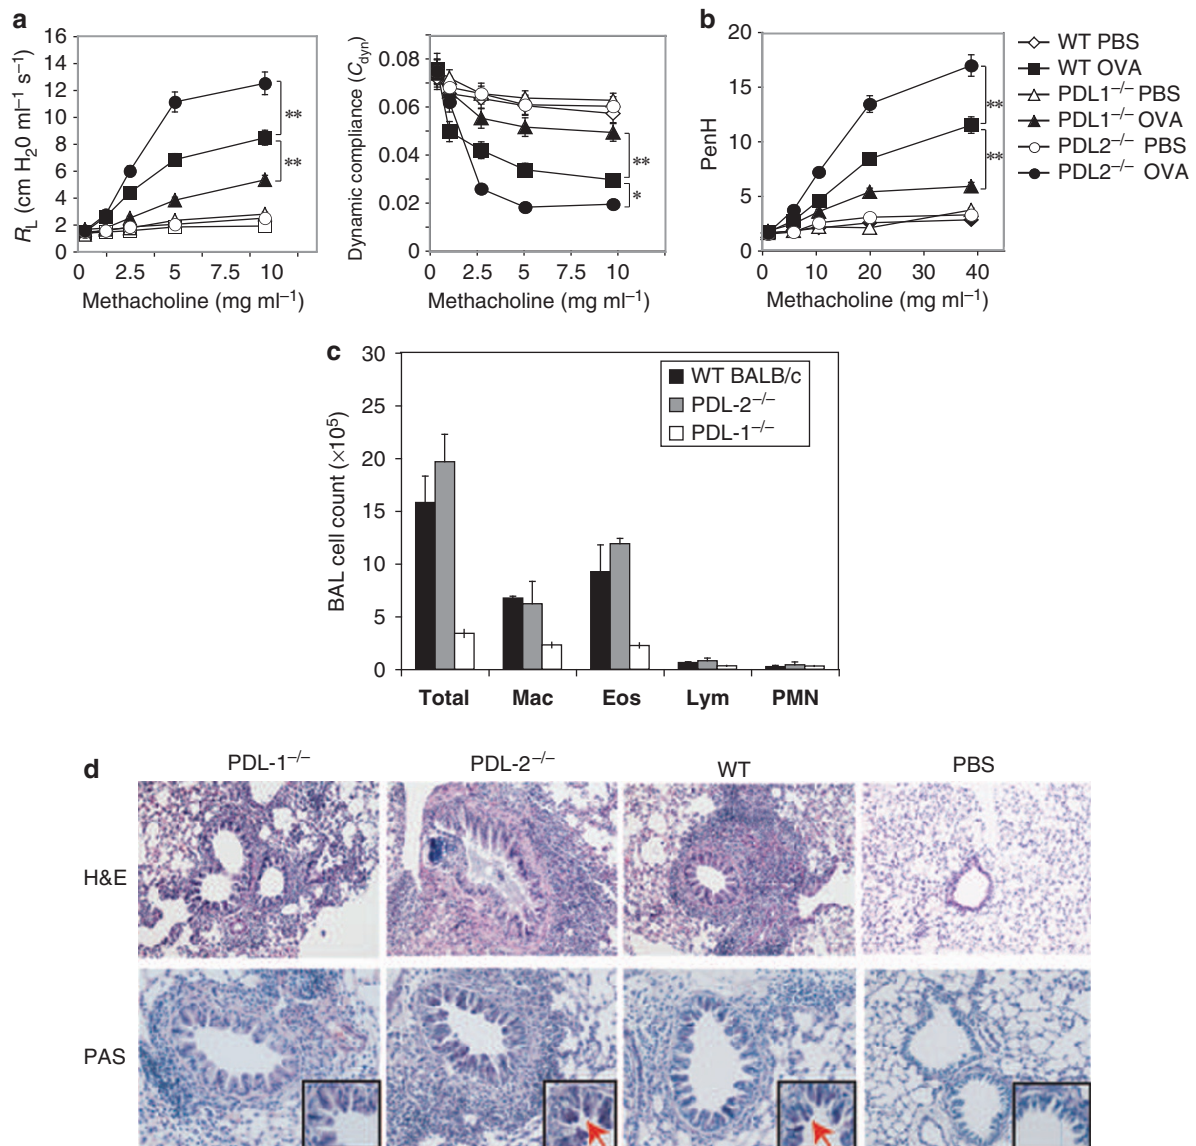 a
R_L (cm H₂0 ml⁻¹ s⁻¹)
16
14
12
10
8
6
4
2
0
**
**
0 2.5 5 7.5 10
Methacholine (mg ml⁻¹)
Dynamic compliance (C_dyn)
0.08
0.06
0.04
0.02
0
**
*
0 2.5 5 7.5 10
Methacholine (mg ml⁻¹)
b
PenH
20
15
10
5
0
**
**
0 10 20 30 40
Methacholine (mg ml⁻¹)
WT PBS
WT OVA
PDL1⁻/⁻ PBS
PDL1⁻/⁻ OVA
PDL2⁻/⁻ PBS
PDL2⁻/⁻ OVA
c
BAL cell count (×10⁵)
30
25
20
15
10
5
0
WT BALB/c
PDL-2⁻/⁻
PDL-1⁻/⁻
Total Mac Eos Lym PMN
d
PDL-1⁻/⁻ PDL-2⁻/⁻ WT PBS
H&E
PAS